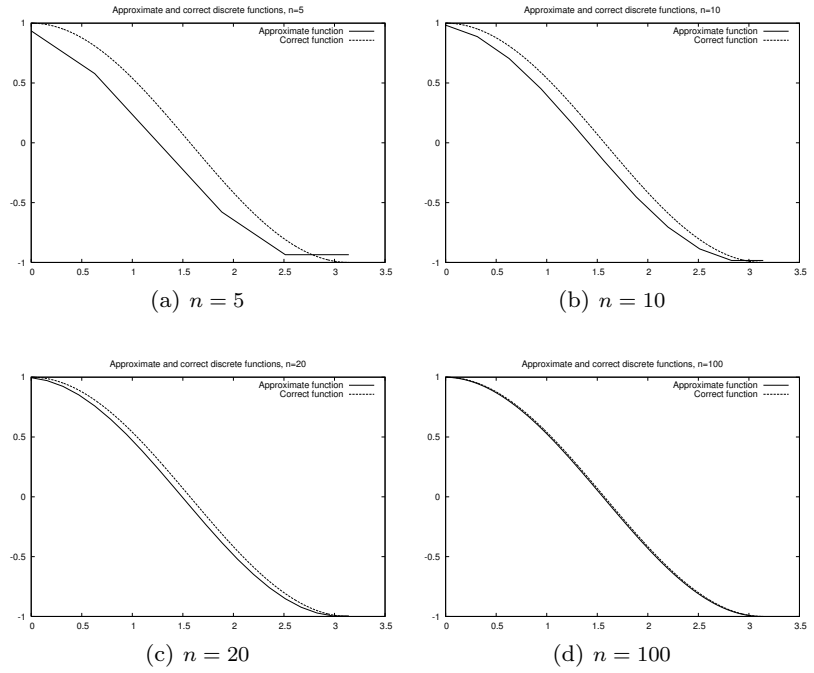 Approximate and correct discrete functions, n=5
Approximate function
Correct function
1
0.5
0
-0.5
-1
0 0.5 1 1.5 2 2.5 3 3.5
(a) n = 5
Approximate and correct discrete functions, n=10
Approximate function
Correct function
1
0.5
0
-0.5
-1
0 0.5 1 1.5 2 2.5 3 3.5
(b) n = 10
Approximate and correct discrete functions, n=20
Approximate function
Correct function
1
0.5
0
-0.5
-1
0 0.5 1 1.5 2 2.5 3 3.5
(c) n = 20
Approximate and correct discrete functions, n=100
Approximate function
Correct function
1
0.5
0
-0.5
-1
0 0.5 1 1.5 2 2.5 3 3.5
(d) n = 100